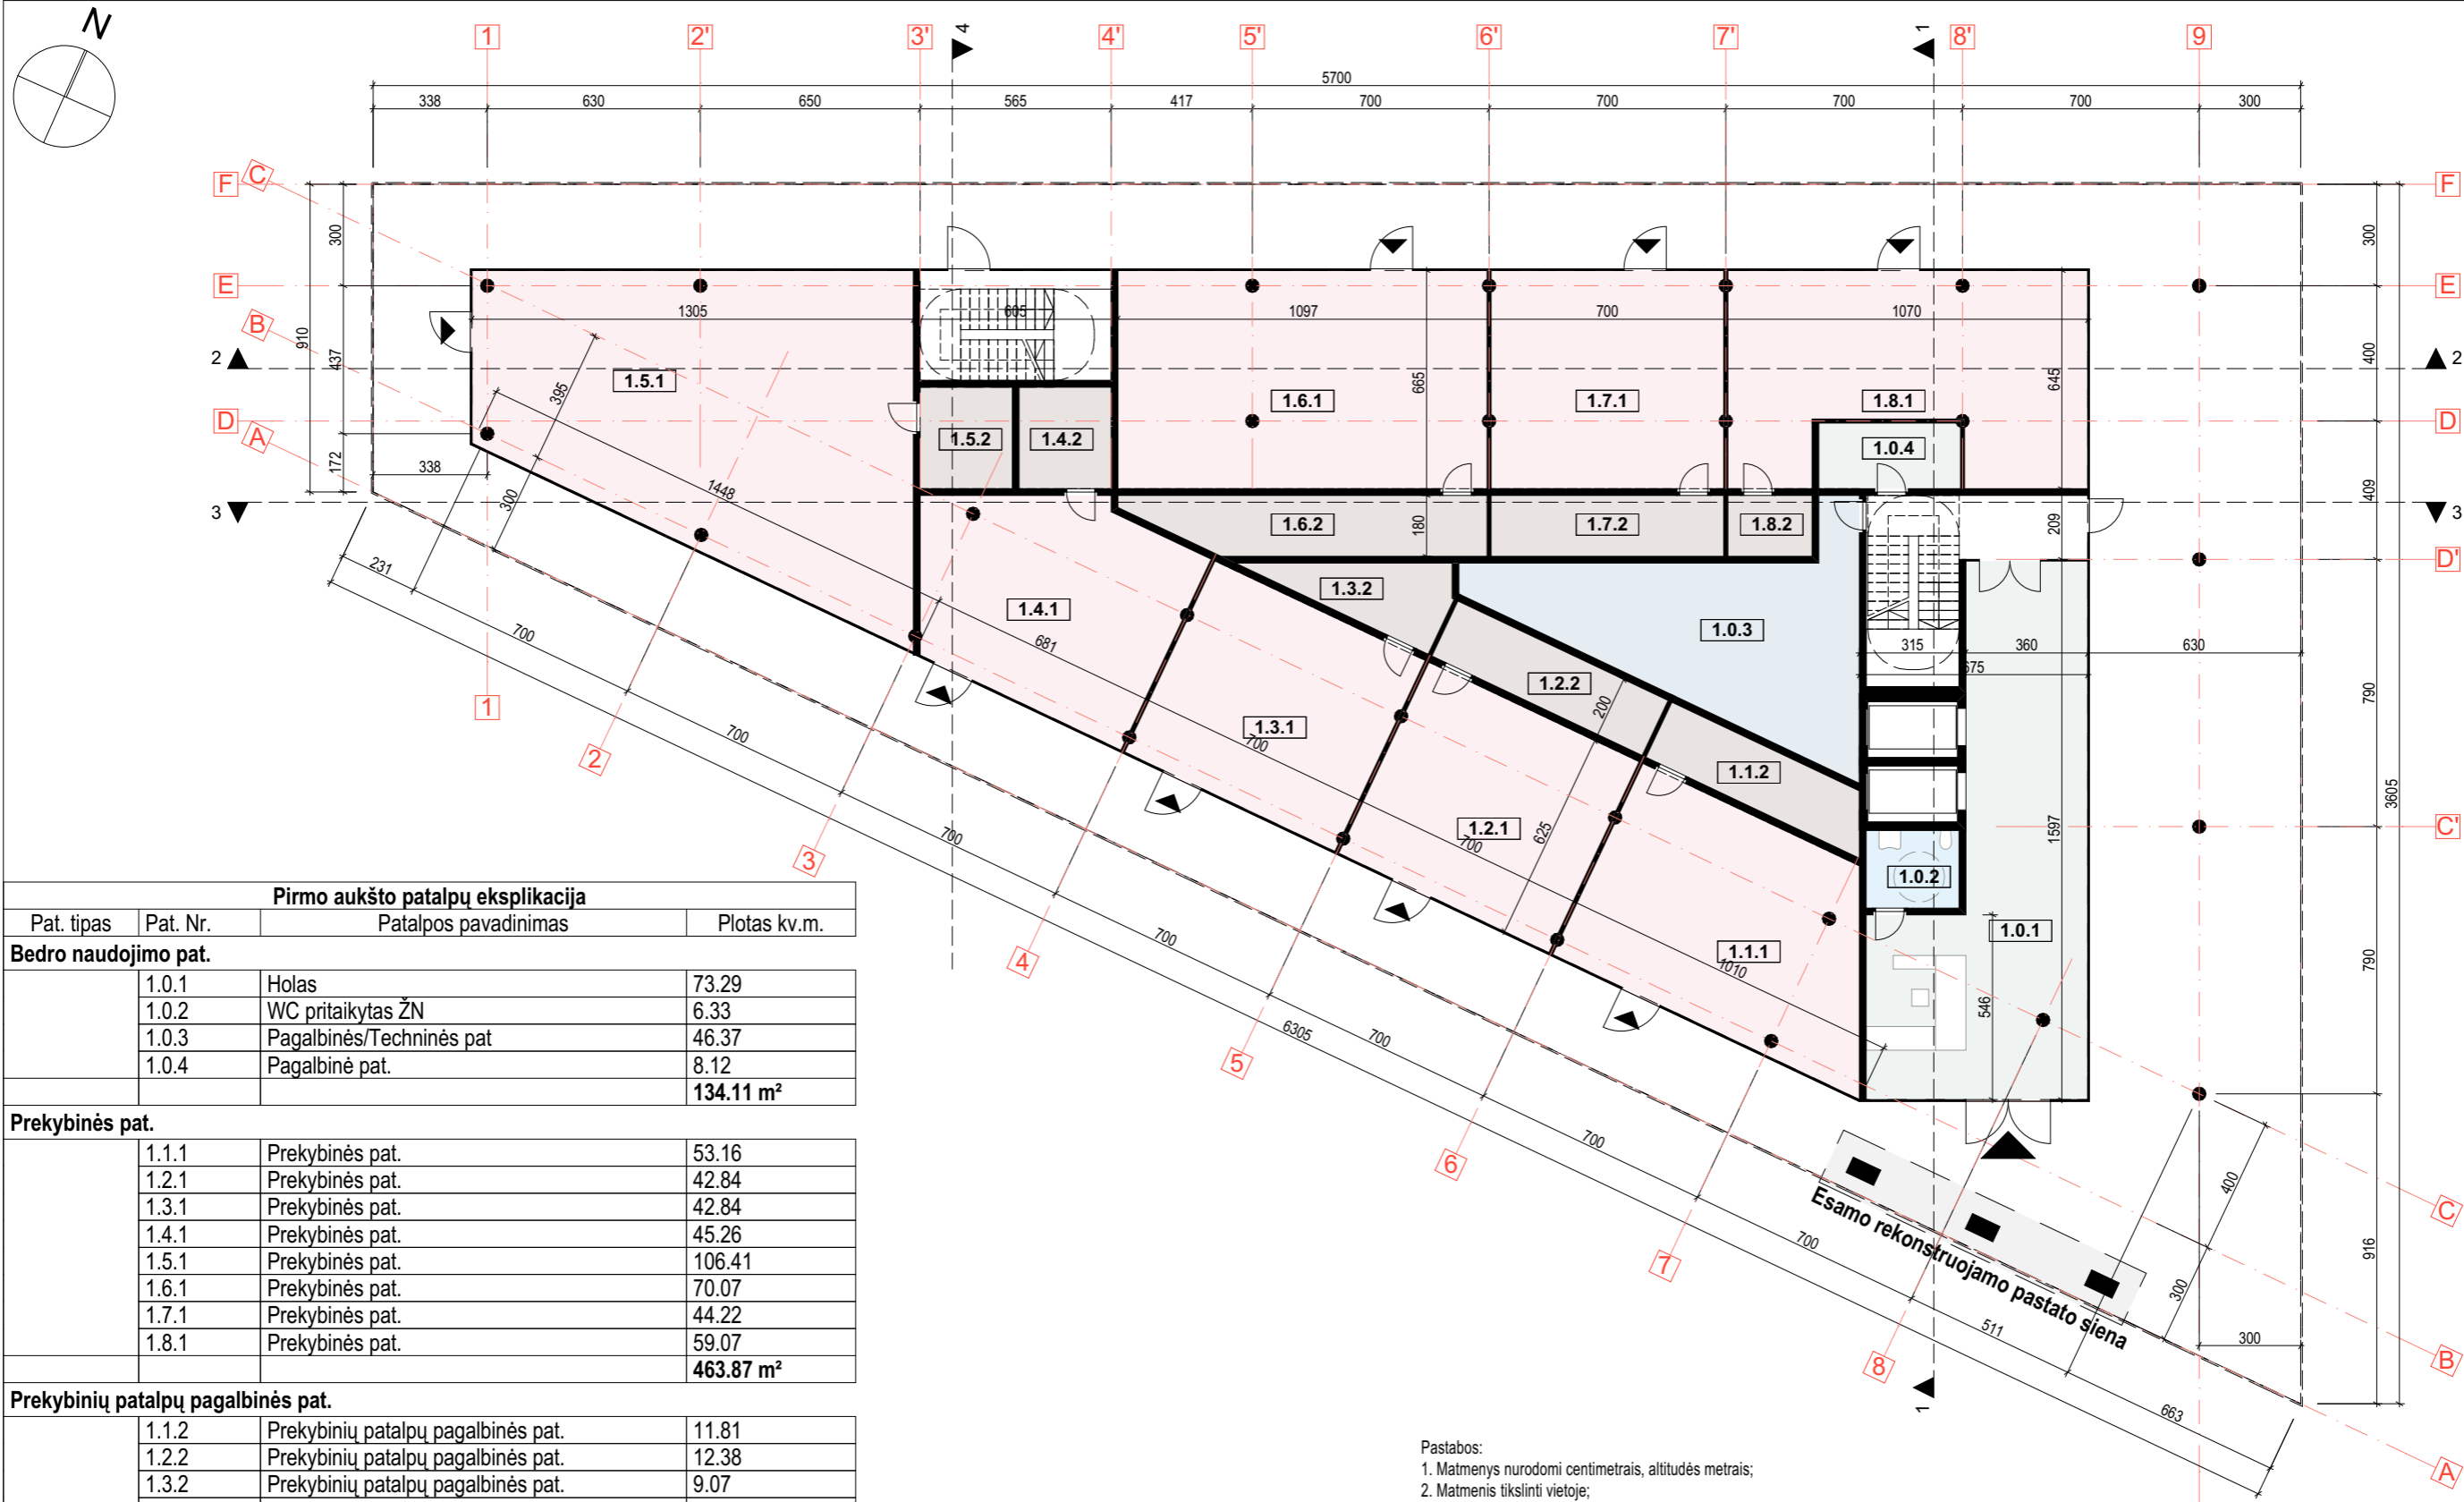 N
1 2' 3' 4 4' 5' 6' 7' 1 8' 9
5700
338 630 650 565 417 700 700 700 700 300
F C F
300 300
E E
B
1305 605 1097 700 1070
910 437 400
2 2
1.5.1 395 665 645
1.6.1 1.7.1 1.8.1
D A D
1.5.2 1.4.2 1.0.4
172 338
1448 300 409
3 3
1.6.2 180 1.7.2 1.8.2 209
D'
231 1.3.2
1.4.1
700 681 1.0.3
315 360 630
675
1.2.2 200
1 790
2 700 1.3.1 700
1.1.2
3605
3 700 1.2.1 700 625 1597 C'
1.0.2
Pirmo aukšto patalpų eksplikacija
Pat. tipas Pat. Nr. Patalpos pavadinimas Plotas kv.m.
Bedro naudojimo pat.
1.0.1 Holas 73.29
1.0.2 WC pritaikytas ŽN 6.33
1.0.3 Pagalbinės/Techninės pat 46.37
1.0.4 Pagalbinė pat. 8.12
134.11 m²
Prekybinės pat.
1.1.1 Prekybinės pat. 53.16
1.2.1 Prekybinės pat. 42.84
1.3.1 Prekybinės pat. 42.84
1.4.1 Prekybinės pat. 45.26
1.5.1 Prekybinės pat. 106.41
1.6.1 Prekybinės pat. 70.07
1.7.1 Prekybinės pat. 44.22
1.8.1 Prekybinės pat. 59.07
463.87 m²
Prekybinių patalpų pagalbinės pat.
1.1.2 Prekybinių patalpų pagalbinės pat. 11.81
1.2.2 Prekybinių patalpų pagalbinės pat. 12.38
1.3.2 Prekybinių patalpų pagalbinės pat. 9.07
4 700 1.1.1 1010 1.0.1
790
546
5 6305 700
6 700
400 C
Esamo rekonstruojamo pastato siena
7 700 916
300
511 300
8 B
1 663
A
Pastabos:
1. Matmenys nurodomi centimetrais, altitudės metrais;
2. Matmenis tikslinti vietoje;